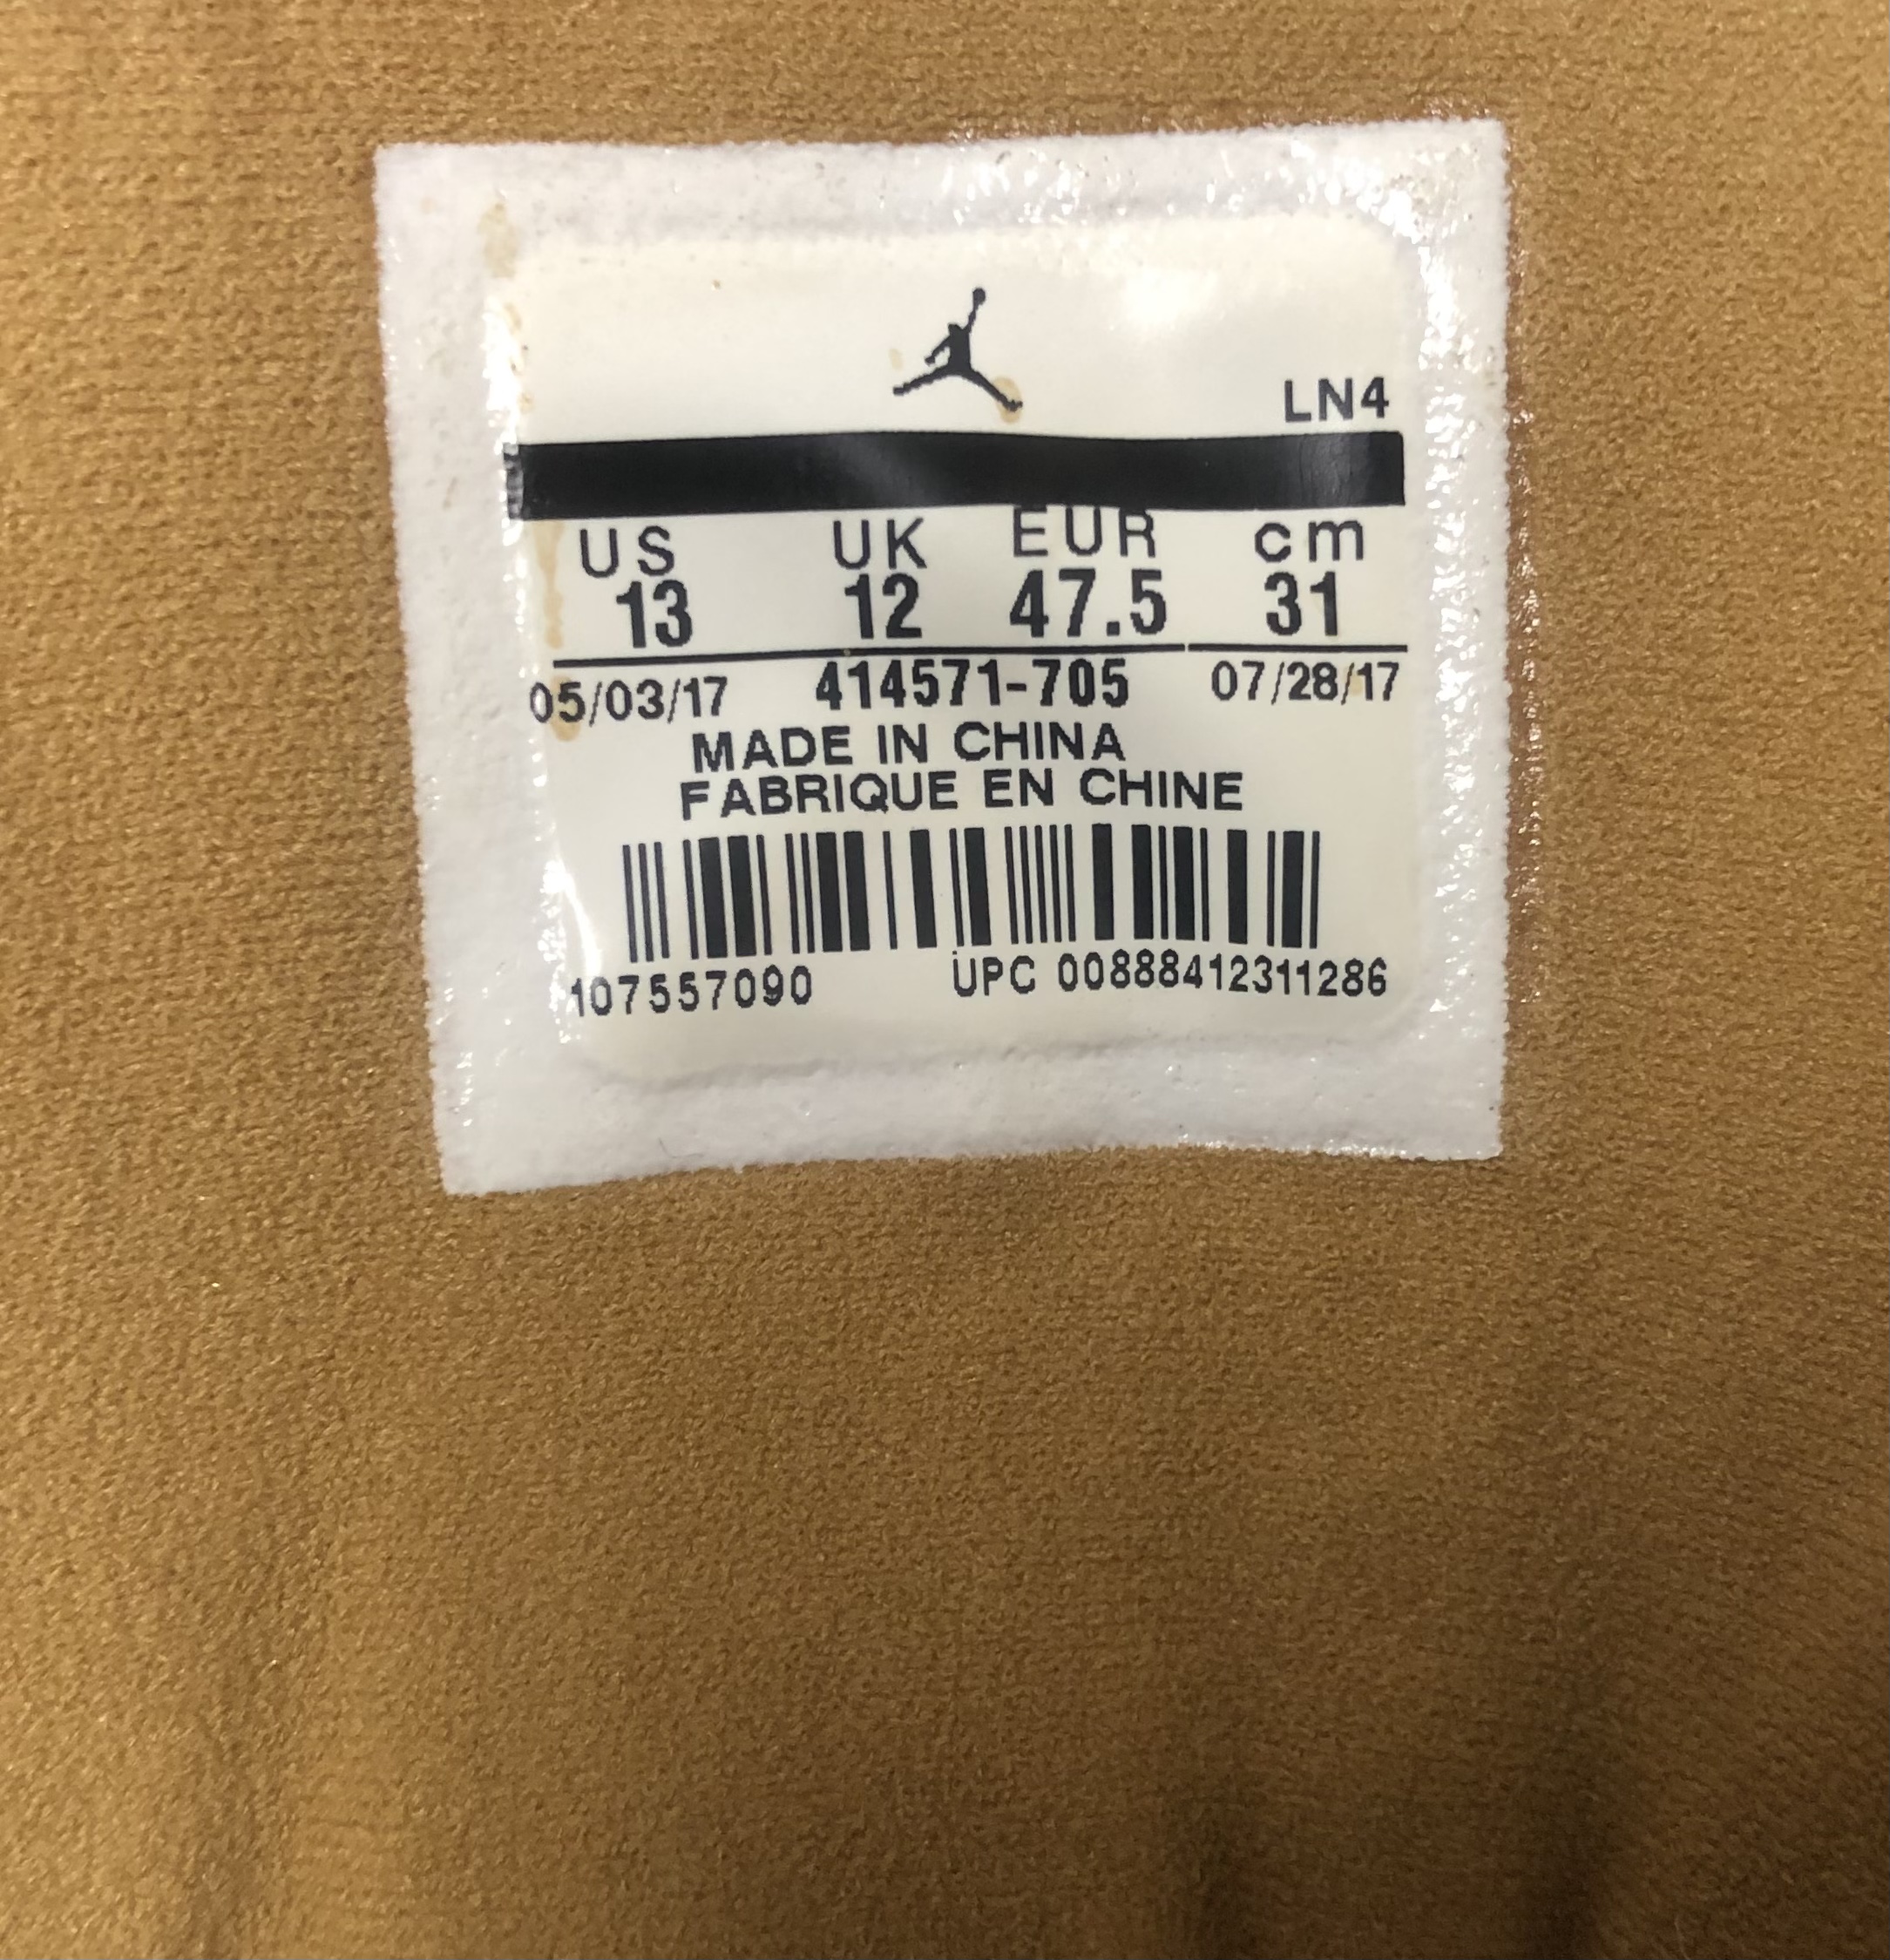 LN4
US UK EUR cm
13 12 47.5 31
05/03/17 414571-705 07/28/17
MADE IN CHINA
FABRIQUE EN CHINE
107557090 UPC 00888412311286